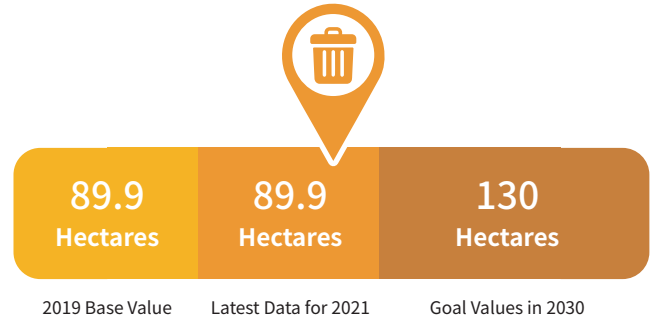 89.9 89.9 130
Hectares Hectares Hectares
2019 Base Value Latest Data for 2021 Goal Values in 2030